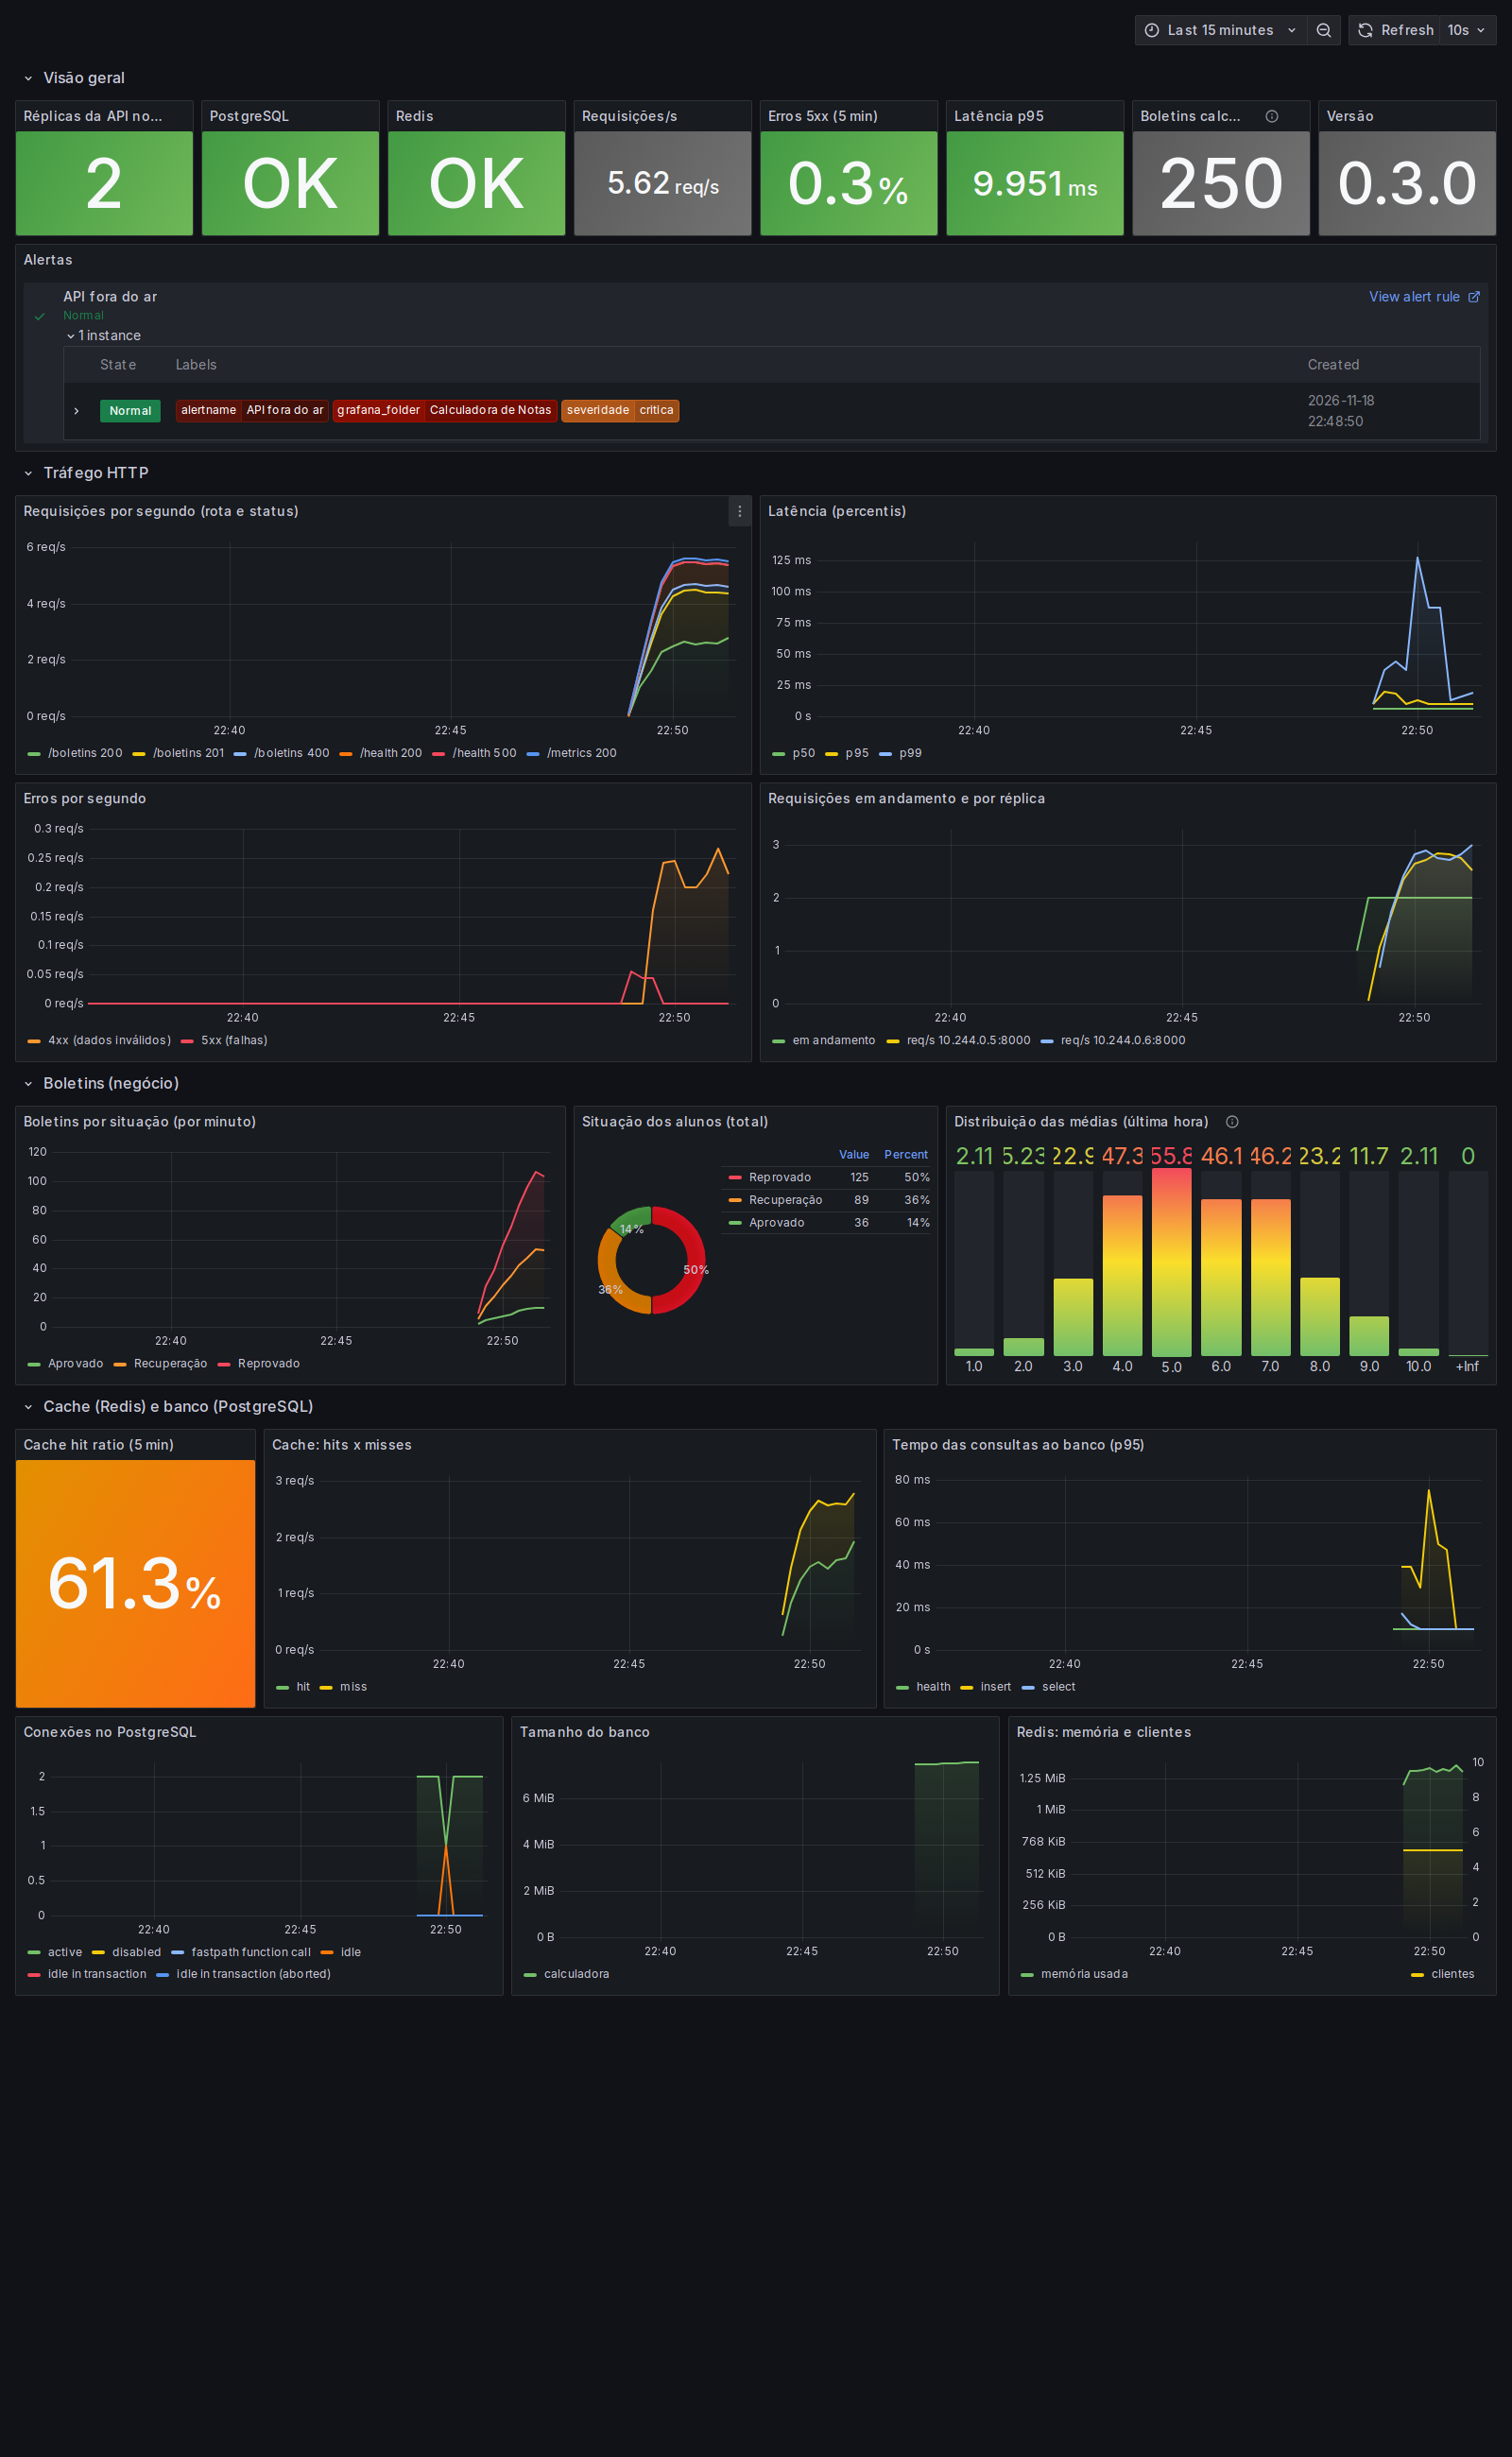 Last 15 minutes Refresh 10s
Visão geral
Réplicas da API no... PostgreSQL Redis Requisições/s Erros 5xx (5 min) Latência p95 Boletins calc... Versão
2 OK OK 5.62 req/s 0.3% 9.951 ms 250 0.3.0
Alertas
API fora do ar View alert rule
Normal
1 instance
State Labels Created
Normal alertname API fora do ar grafana_folder Calculadora de Notas severidade critica 2026-11-18
22:48:50
Tráfego HTTP
Requisições por segundo (rota e status)
6 req/s
4 req/s
2 req/s
0 req/s
22:40 22:45 22:50
/boletins 200 /boletins 201 /boletins 400 /health 200 /health 500 /metrics 200
Latência (percentis)
125 ms
100 ms
75 ms
50 ms
25 ms
0 s
22:40 22:45 22:50
p50 p95 p99
Erros por segundo
0.3 req/s
0.25 req/s
0.2 req/s
0.15 req/s
0.1 req/s
0.05 req/s
0 req/s
22:40 22:45 22:50
4xx (dados inválidos) 5xx (falhas)
Requisições em andamento e por réplica
3
2
1
0
22:40 22:45 22:50
em andamento req/s 10.244.0.5:8000 req/s 10.244.0.6:8000
Boletins (negócio)
Boletins por situação (por minuto)
120
100
80
60
40
20
0
22:40 22:45 22:50
Aprovado Recuperação Reprovado
Situação dos alunos (total)
Value Percent
Reprovado 125 50%
Recuperação 89 36%
Aprovado 36 14%
14%
50%
36%
Distribuição das médias (última hora)
2.11 5.23 22.9 47.3 55.8 46.1 46.2 23.2 11.7 2.11 0
1.0 2.0 3.0 4.0 5.0 6.0 7.0 8.0 9.0 10.0 +Inf
Cache (Redis) e banco (PostgreSQL)
Cache hit ratio (5 min)
61.3%
Cache: hits x misses
3 req/s
2 req/s
1 req/s
0 req/s
22:40 22:45 22:50
hit miss
Tempo das consultas ao banco (p95)
80 ms
60 ms
40 ms
20 ms
0 s
22:40 22:45 22:50
health insert select
Conexões no PostgreSQL
2
1.5
1
0.5
0
22:40 22:45 22:50
active disabled fastpath function call idle
idle in transaction idle in transaction (aborted)
Tamanho do banco
6 MiB
4 MiB
2 MiB
0 B
22:40 22:45 22:50
calculadora
Redis: memória e clientes
1.25 MiB
1 MiB
768 KiB
512 KiB
256 KiB
0 B
10
8
6
4
2
0
22:40 22:45 22:50
memória usada clientes